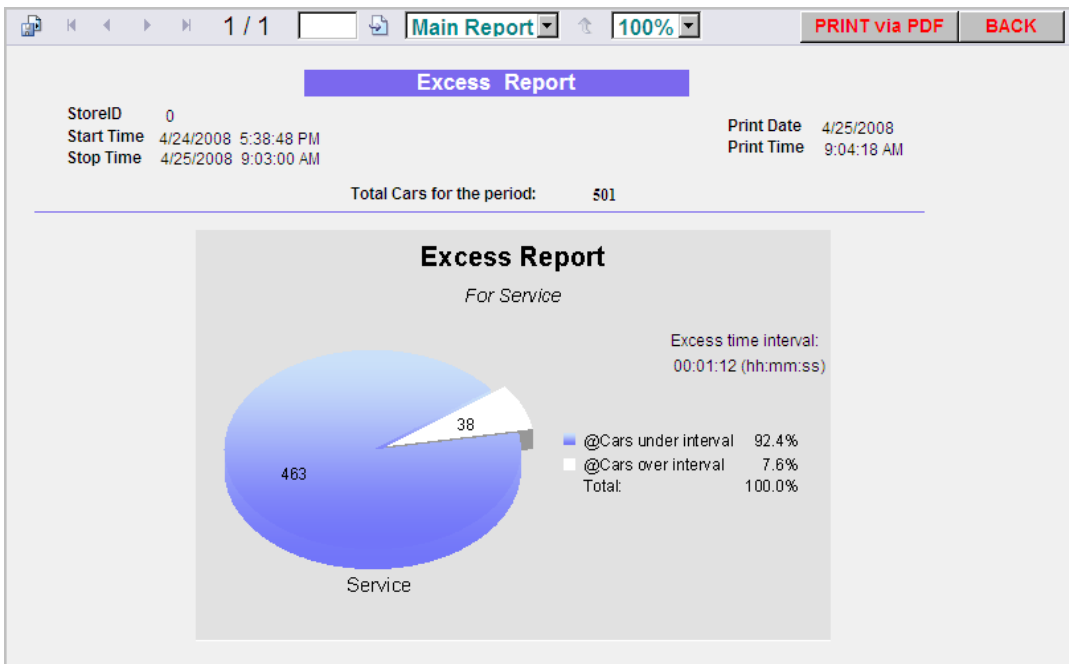 1 / 1 Main Report 100% PRINT via PDF BACK
Excess Report
StoreID 0
Start Time 4/24/2008 5:38:48 PM
Stop Time 4/25/2008 9:03:00 AM
Print Date 4/25/2008
Print Time 9:04:18 AM
Total Cars for the period: 501
Excess Report
For Service
Excess time interval:
00:01:12 (hh:mm:ss)
38
463
@Cars under interval 92.4%
@Cars over interval 7.6%
Total: 100.0%
Service